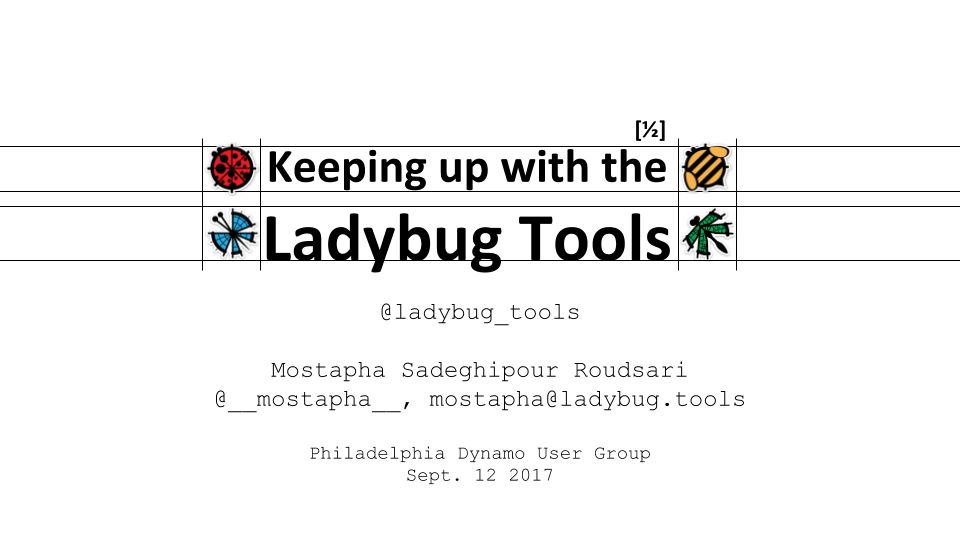 [½]
Keeping up with the
Ladybug Tools
@ladybug_tools
Mostapha Sadeghipour Roudsari
@__mostapha__, mostapha@ladybug.tools
Philadelphia Dynamo User Group
Sept. 12 2017